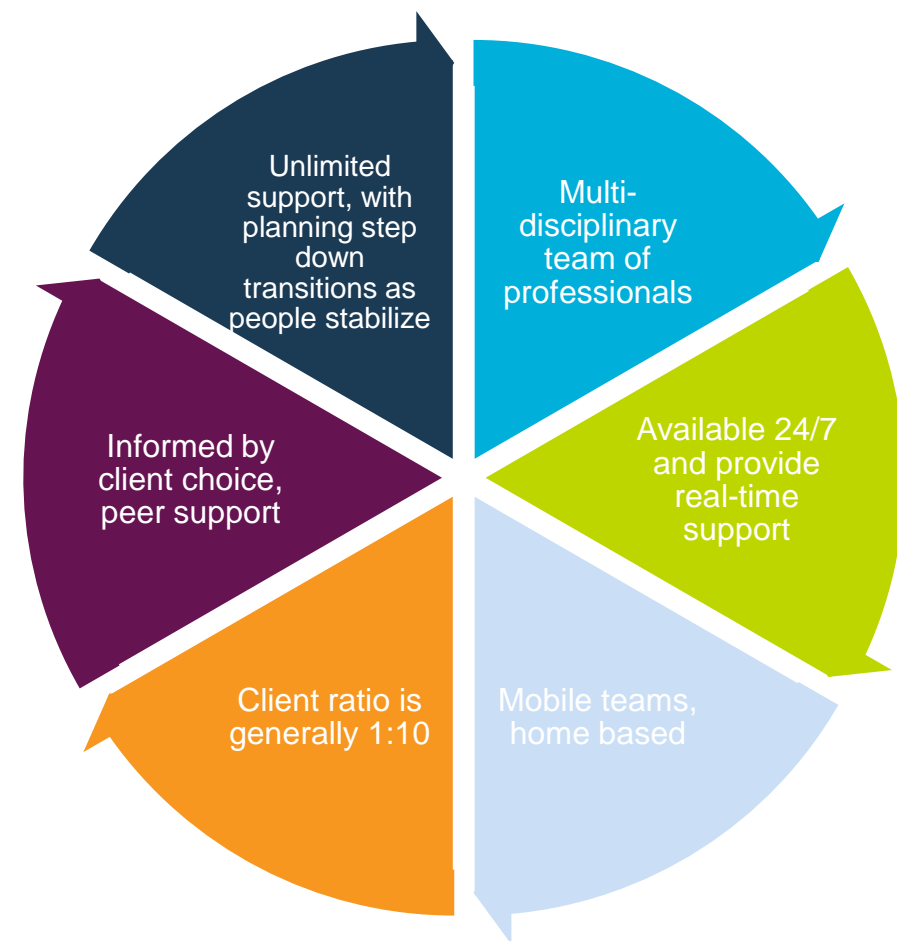 Multi-
disciplinary
team of
professionals
Available 24/7
and provide
real-time
support
Mobile teams,
home based
Client ratio is
generally 1:10
Informed by
client choice,
peer support
Unlimited
support, with
planning step
down
transitions as
people stabilize